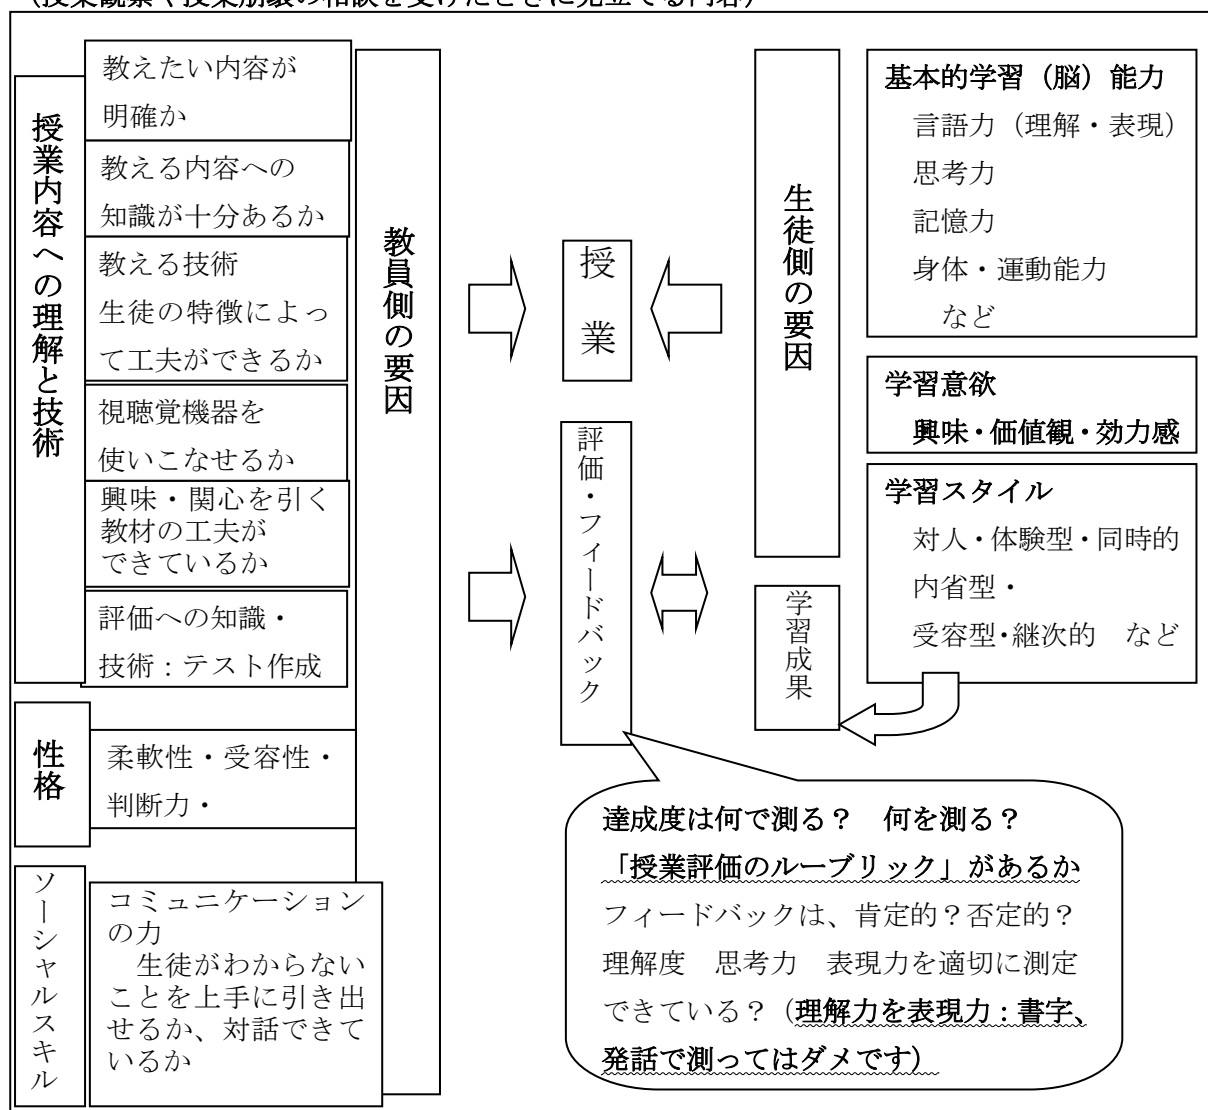 （授業観察や授業崩壊の相談を受けたときに見立てる内容）
授業内容への理解と技術
教えたい内容が
明確か
教える内容への
知識が十分あるか
教える技術
生徒の特徴によっ
て工夫ができるか
視聴覚機器を
使いこなせるか
興味・関心を引く
教材の工夫が
できているか
評価への知識・
技術：テスト作成
性格
柔軟性・受容性・
判断力・
ソーシャルスキル
コミュニケーション
の力
生徒がわからない
ことを上手に引き出
せるか、対話できて
いるか
教員側の要因
授業
評価・フィードバック
生徒側の要因
学習成果
基本的学習（脳）能力
言語力（理解・表現）
思考力
記憶力
身体・運動能力
など
学習意欲
興味・価値観・効力感
学習スタイル
対人・体験型・同時的
内省型・
受容型・継次的　など
達成度は何で測る？　何を測る？
「授業評価のルーブリック」があるか
フィードバックは、肯定的？否定的？
理解度　思考力　表現力を適切に測定
できている？（理解力を表現力：書字、
発話で測ってはダメです）